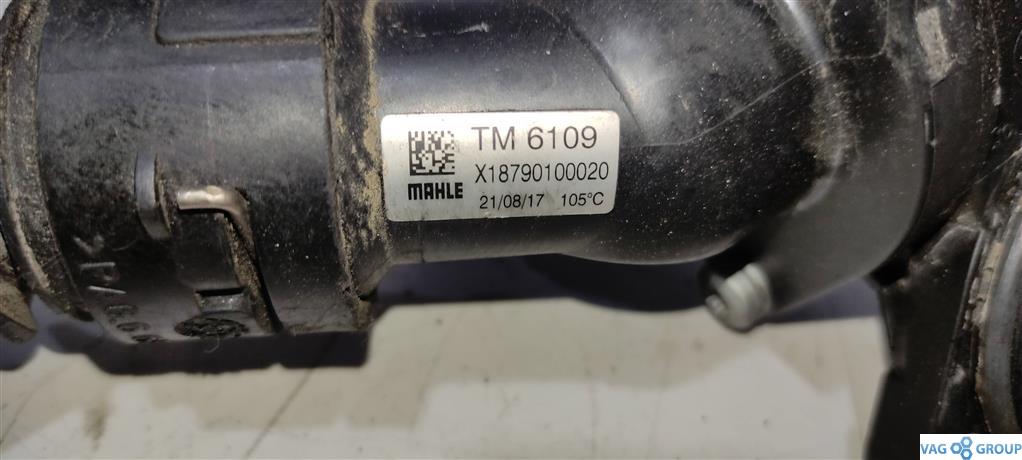 TM 6109
X18790100020
MAHLE
21/08/17 105°C
VAG GROUP